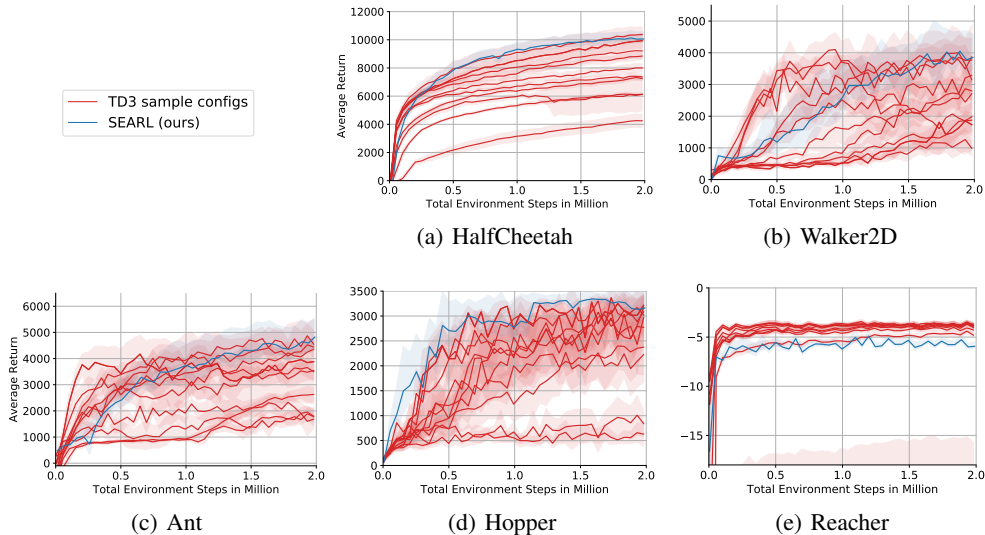 TD3 sample configs
SEARL (ours)
Average Return
12000
10000
8000
6000
4000
2000
0
0.0 0.5 1.0 1.5 2.0
Total Environment Steps in Million
(a) HalfCheetah
5000
4000
3000
2000
1000
0
0.0 0.5 1.0 1.5 2.0
Total Environment Steps in Million
(b) Walker2D
Average Return
6000
5000
4000
3000
2000
1000
0
0.0 0.5 1.0 1.5 2.0
Total Environment Steps in Million
(c) Ant
3500
3000
2500
2000
1500
1000
500
0
0.0 0.5 1.0 1.5 2.0
Total Environment Steps in Million
(d) Hopper
0
−5
−10
−15
0.0 0.5 1.0 1.5 2.0
Total Environment Steps in Million
(e) Reacher